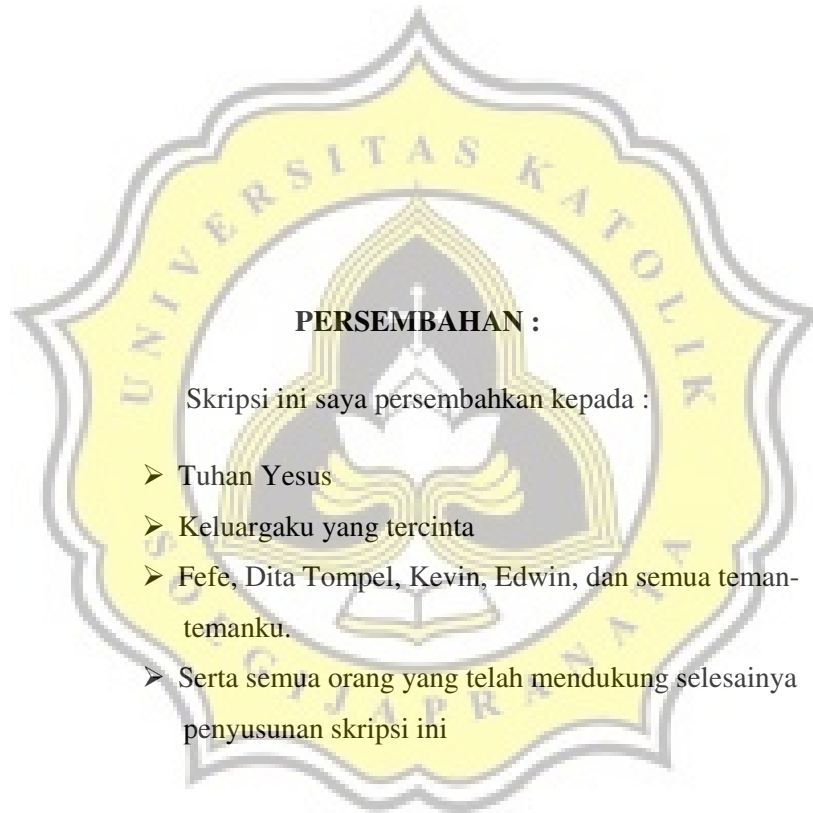 UNIVERSITAS KATOLIK
PERSEMBAHAN :
Skripsi ini saya persembahkan kepada :
➢ Tuhan Yesus
➢ Keluargaku yang tercinta
➢ Fefe, Dita Tompel, Kevin, Edwin, dan semua teman-
temanku.
➢ Serta semua orang yang telah mendukung selesainya
penyusunan skripsi ini
SOEGIJAPRANATA